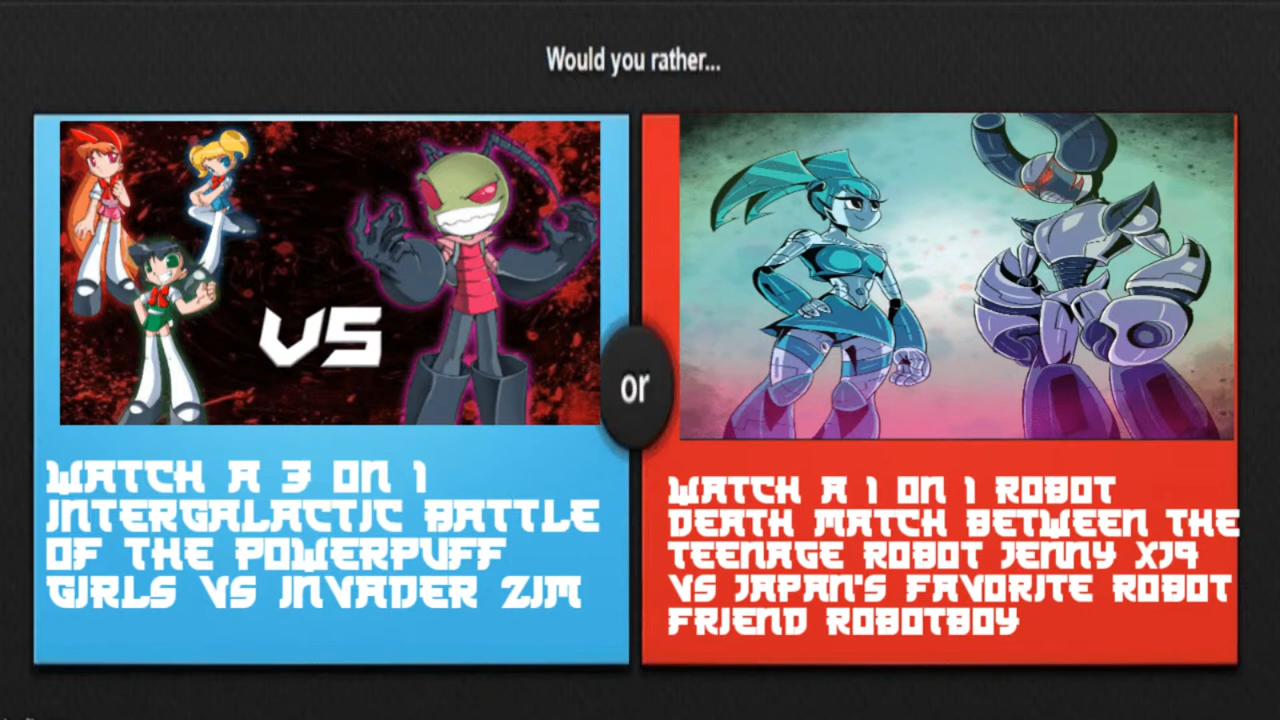 Would you rather...
VS
WATCH A 3 ON 1
INTERGALACTIC BATTLE
OF THE POWERPUFF
GIRLS VS INVADER ZIM
or
WATCH A 1 ON 1 ROBOT
DEATH MATCH BETWEEN THE
TEENAGE ROBOT JENNY XJ9
VS JAPAN'S FAVORITE ROBOT
FRIEND ROBOTBOY